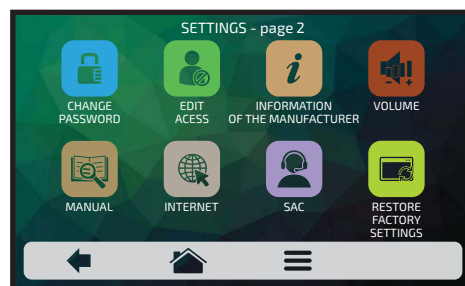 SETTINGS - page 2
CHANGE
PASSWORD
EDIT
ACESS
INFORMATION
OF THE MANUFACTURER
VOLUME
MANUAL
INTERNET
SAC
RESTORE
FACTORY
SETTINGS